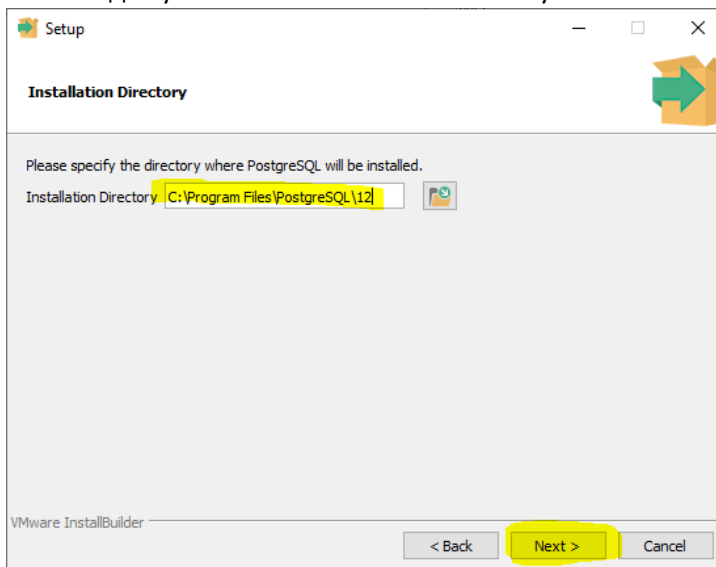 Setup
Installation Directory
Please specify the directory where PostgreSQL will be installed.
Installation Directory C:\Program Files\PostgreSQL\12
VMware InstallBuilder
< Back Next > Cancel